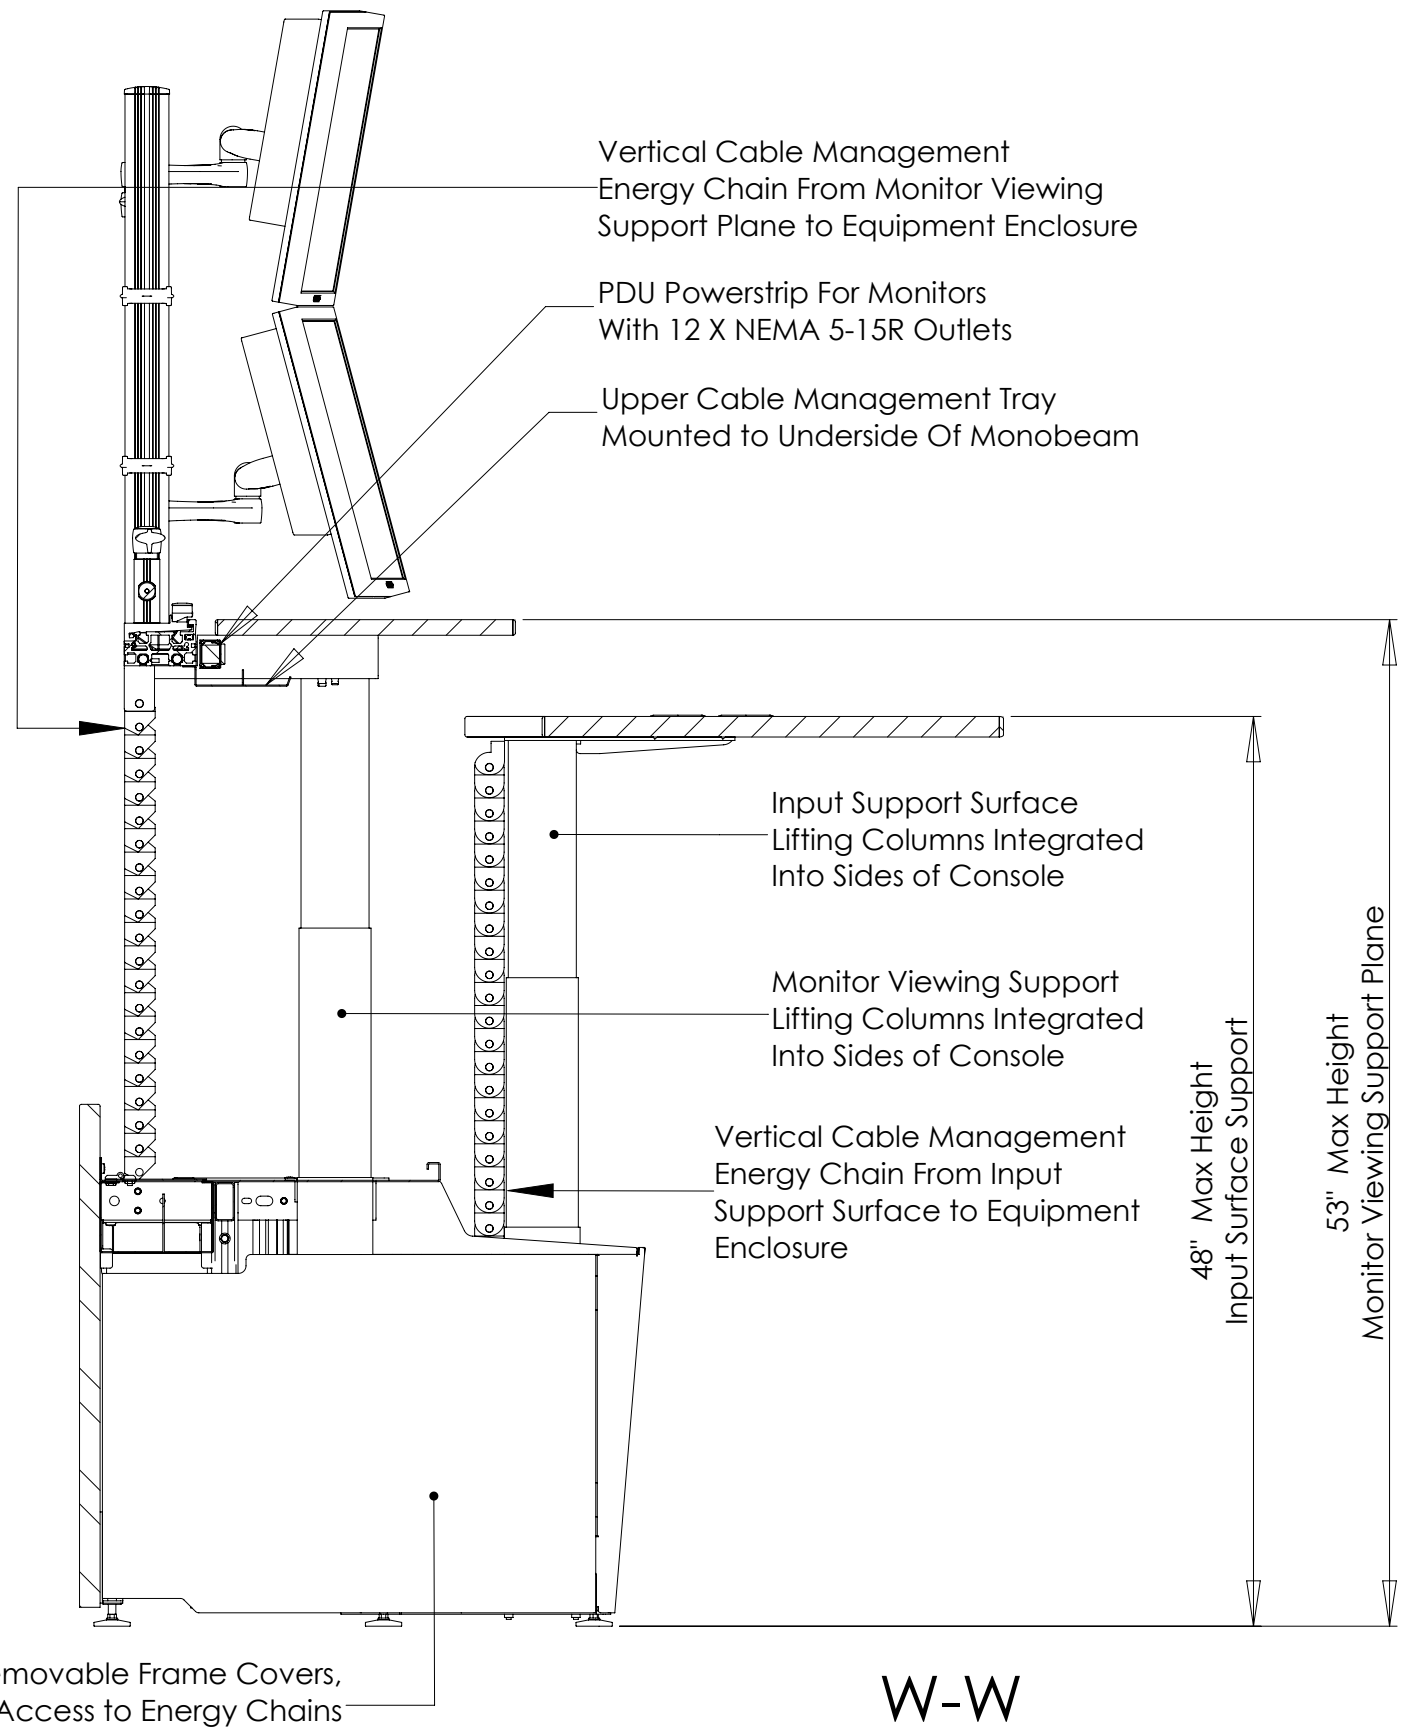 Vertical Cable Management
Energy Chain From Monitor Viewing
Support Plane to Equipment Enclosure
PDU Powerstrip For Monitors
With 12 X NEMA 5-15R Outlets
Upper Cable Management Tray
Mounted to Underside Of Monobeam
Input Support Surface
Lifting Columns Integrated
Into Sides of Console
Monitor Viewing Support
Lifting Columns Integrated
Into Sides of Console
Vertical Cable Management
Energy Chain From Input
Support Surface to Equipment
Enclosure
48" Max Height
Input Surface Support
53" Max Height
Monitor Viewing Support Plane
Frame Covers,
Access to Energy Chains
W-W